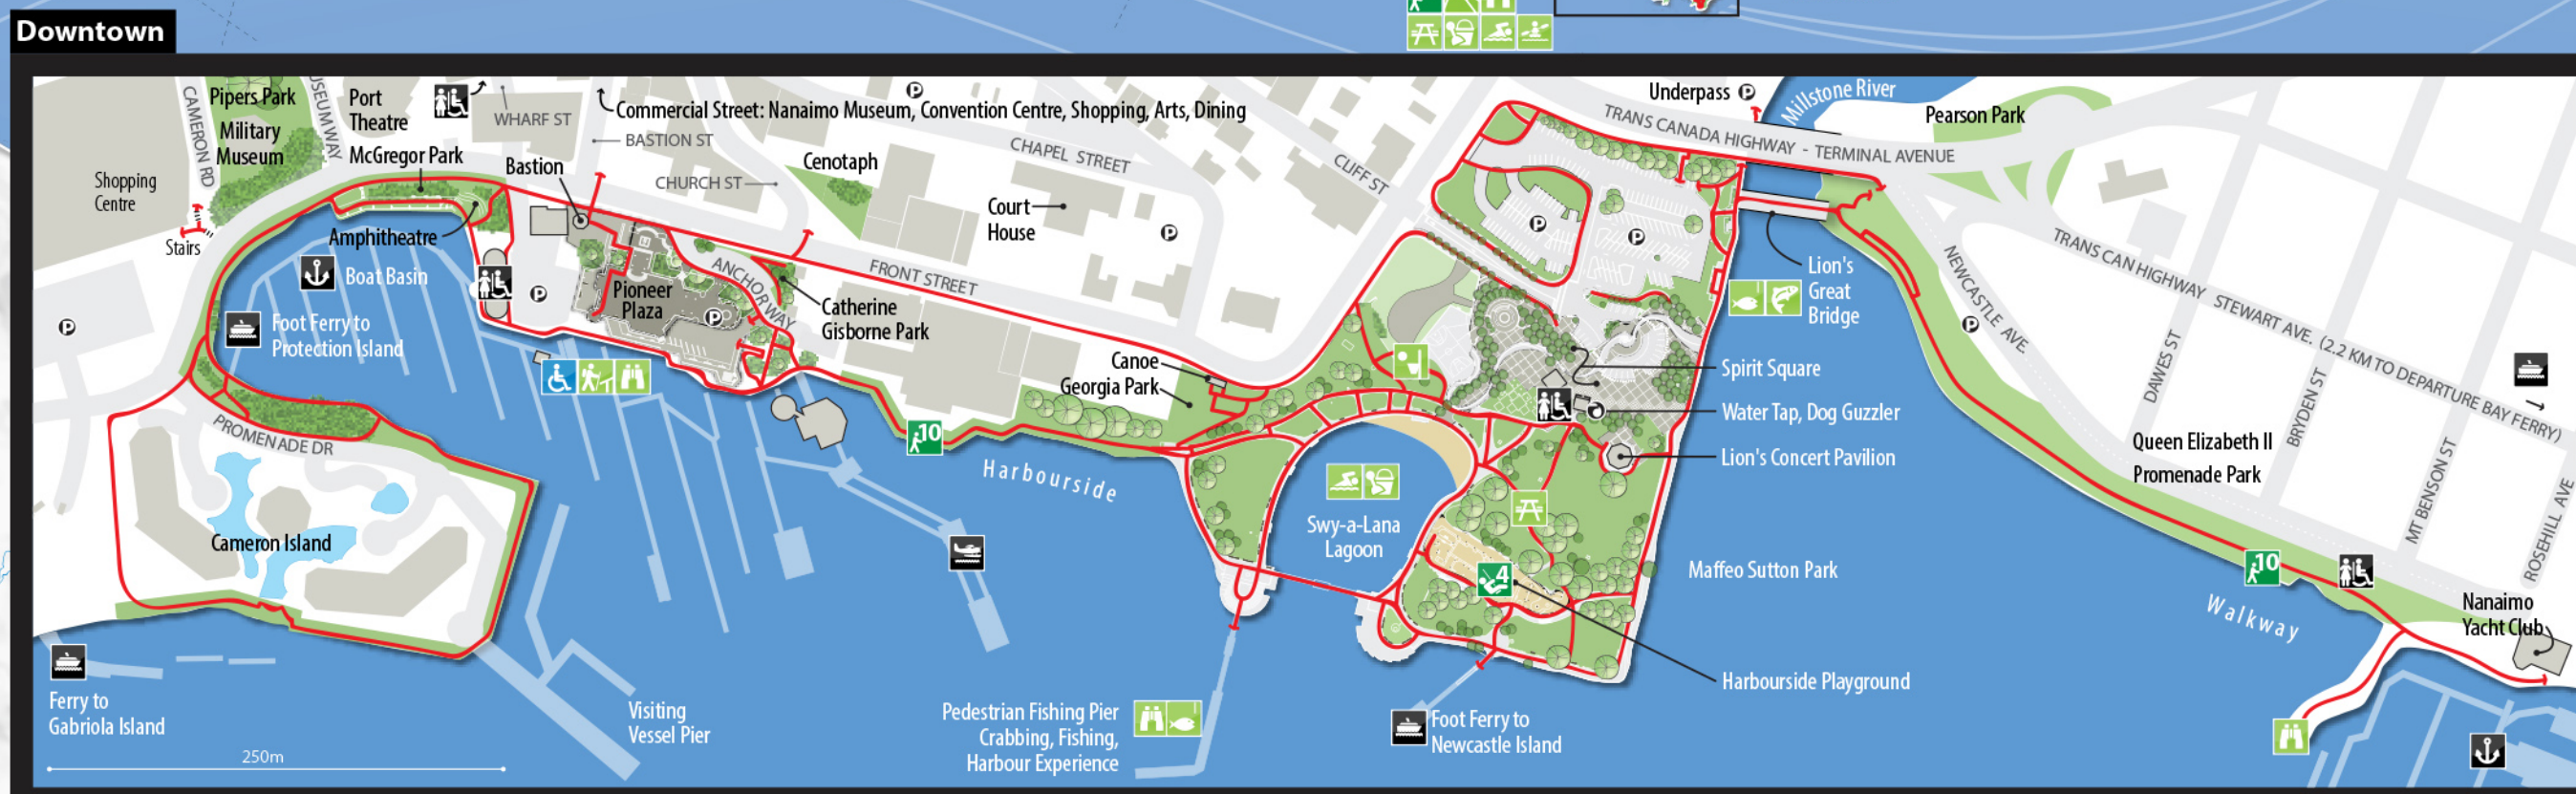 Downtown
CAMERON RD
Pipers Park
Military
Museum
USEUM WAY
Port
Theatre
WHARF ST
Commercial Street: Nanaimo Museum, Convention Centre, Shopping, Arts, Dining
BASTION ST
P
McGregor Park
Bastion
CHURCH ST
Cenotaph
CHAPEL STREET
CLIFF ST
Shopping
Centre
Stairs
Amphitheatre
Court
House
P
Boat Basin
P
Pioneer
Plaza
P
ANCHORWAY
FRONT STREET
Catherine
Gisborne Park
P
Foot Ferry to
Protection Island
Canoe
Georgia Park
PROMENADE DR
10
Harbourside
Cameron Island
Ferry to
Gabriola Island
250m
Visiting
Vessel Pier
Pedestrian Fishing Pier
Crabbing, Fishing,
Harbour Experience
Swy-a-Lana
Lagoon
4
Foot Ferry to
Newcastle Island
Underpass P
Millstone River
Pearson Park
TRANS CANADA HIGHWAY - TERMINAL AVENUE
P
P
Lion's
Great
Bridge
Spirit Square
Water Tap, Dog Guzzler
Lion's Concert Pavilion
Maffeo Sutton Park
Harbourside Playground
NEWCASTLE AVE.
P
TRANS CAN HIGHWAY STEWART AVE. (2.2 KM TO DEPARTURE BAY FERRY)
DAWES ST
BRYDEN ST
MT BENSON ST
ROSEHILL AVE
Queen Elizabeth II
Promenade Park
10
Walkway
Nanaimo
Yacht Club